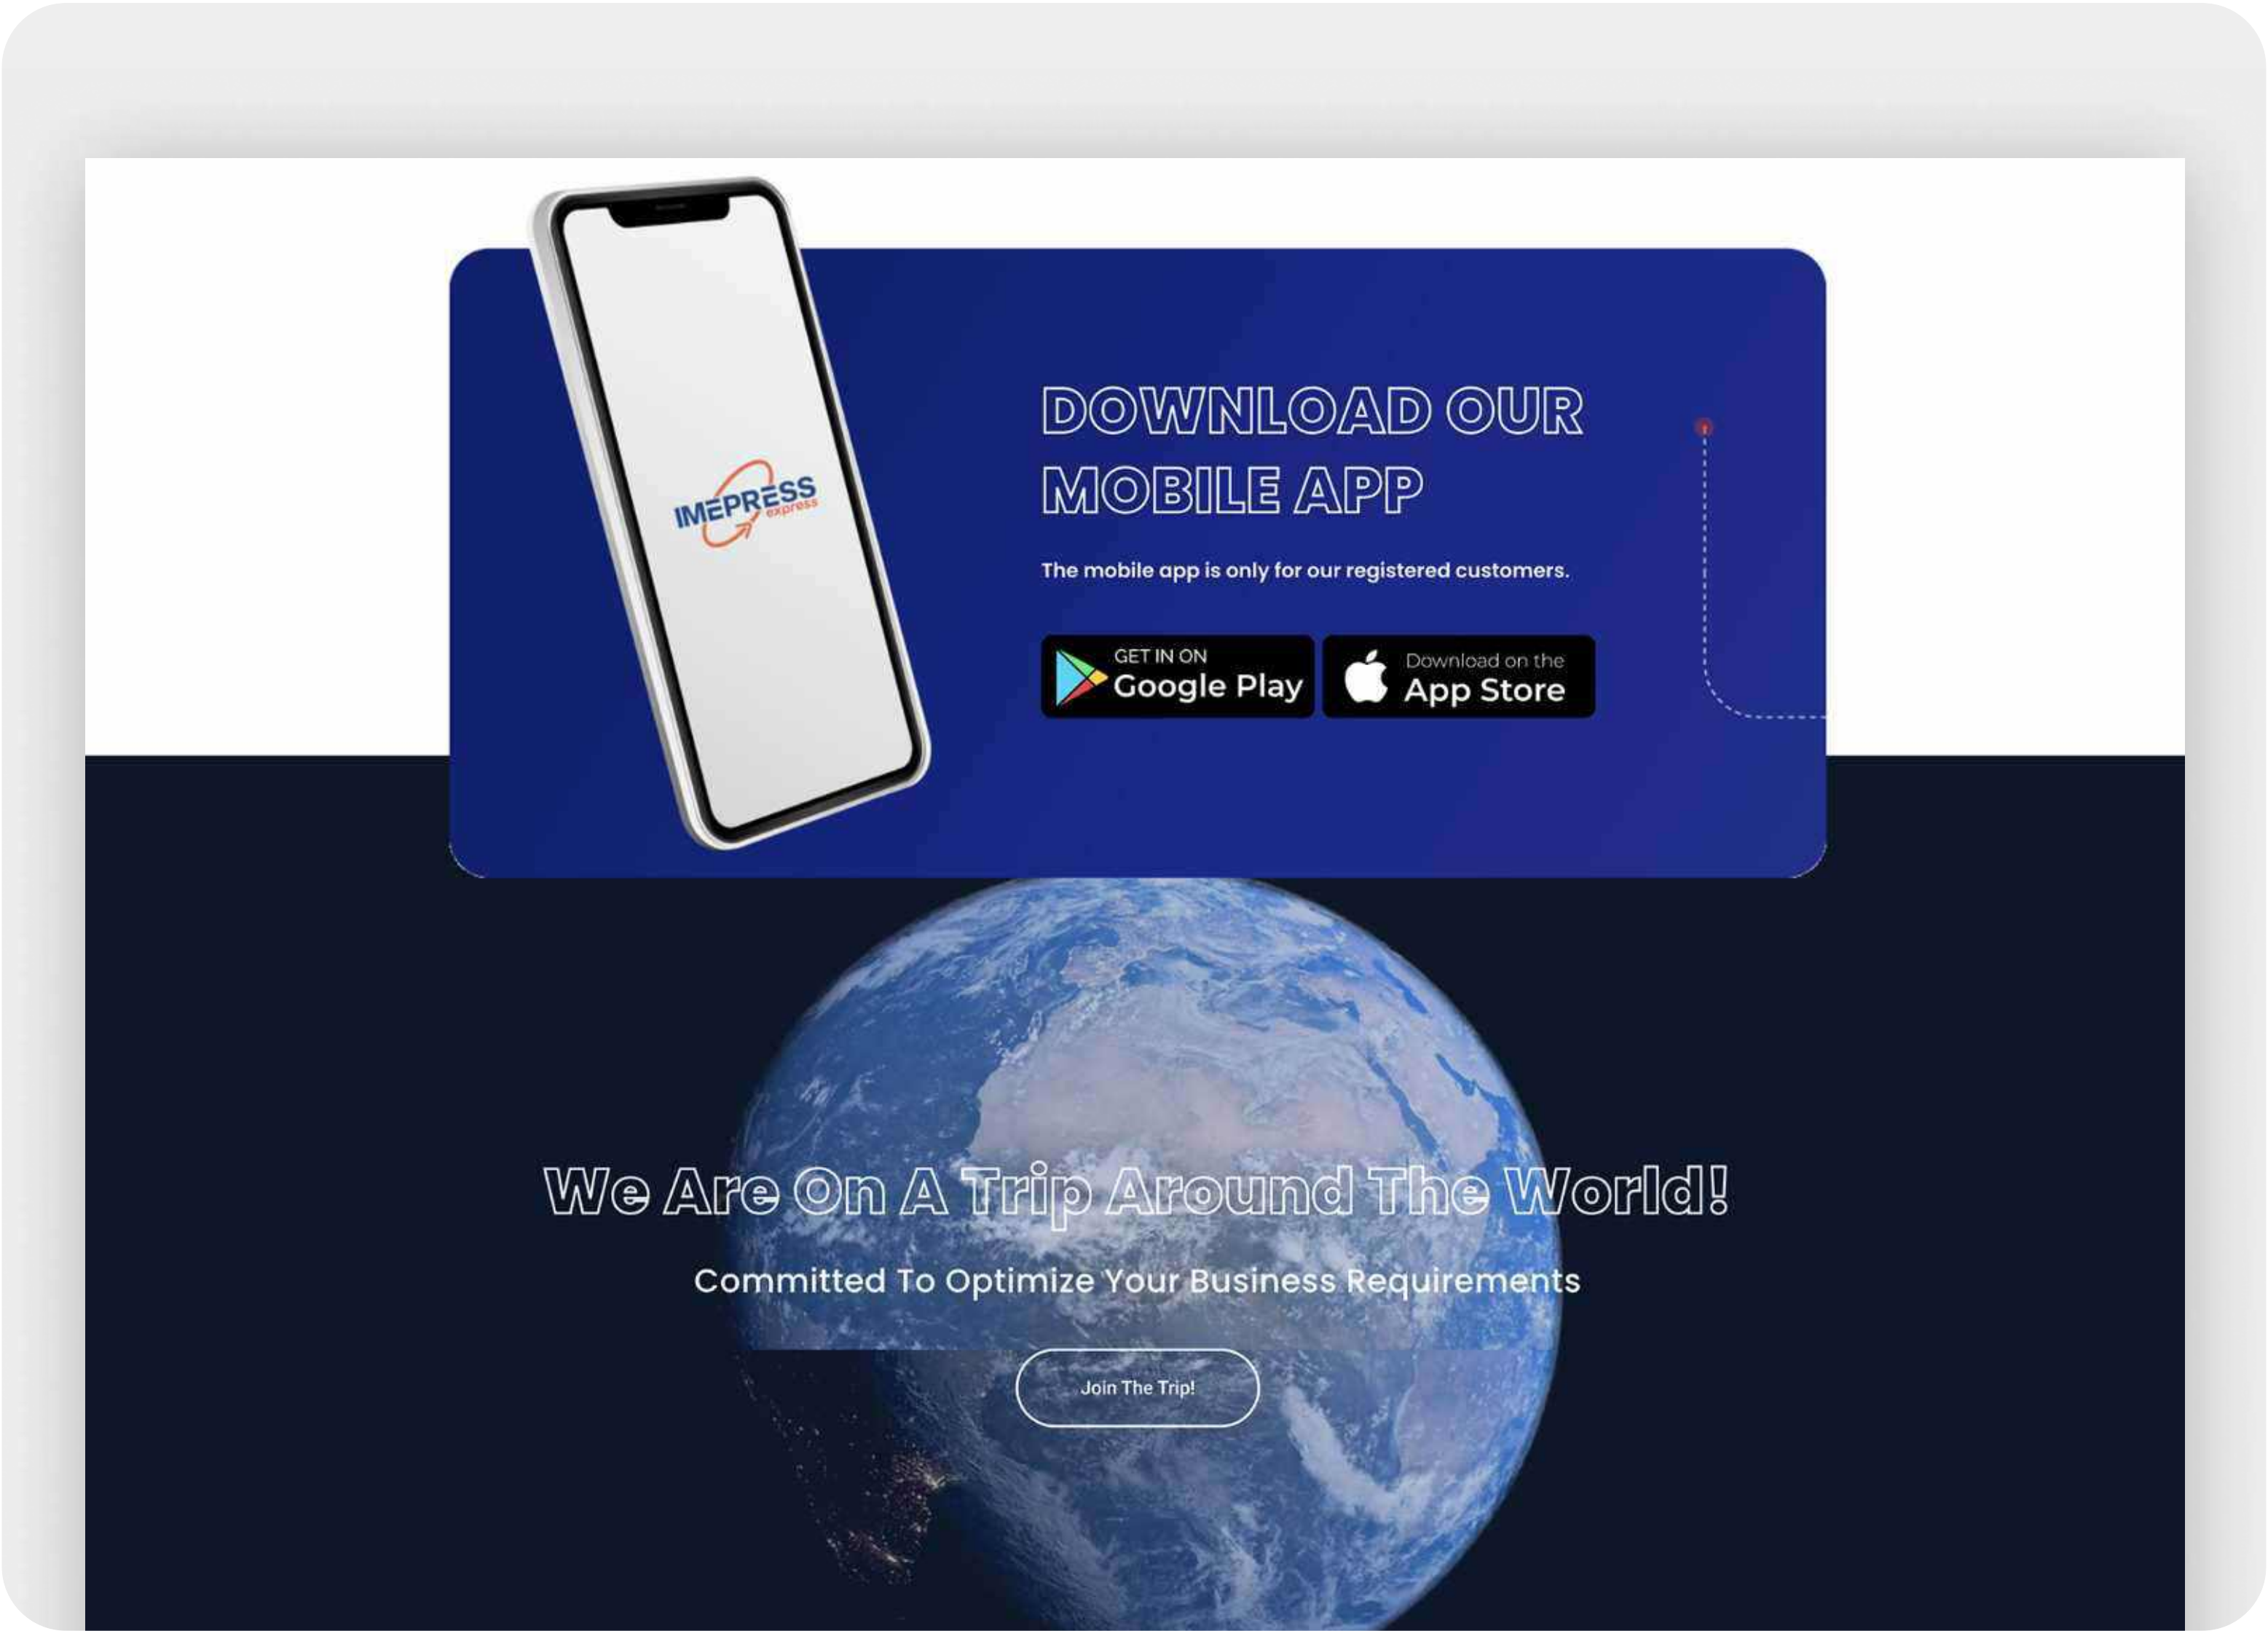 IMEPRESS
express
DOWNLOAD OUR
MOBILE APP
The mobile app is only for our registered customers.
GET IN ON
Google Play
Download on the
App Store
We Are On A Trip Around The World!
Committed To Optimize Your Business Requirements
Join The Trip!